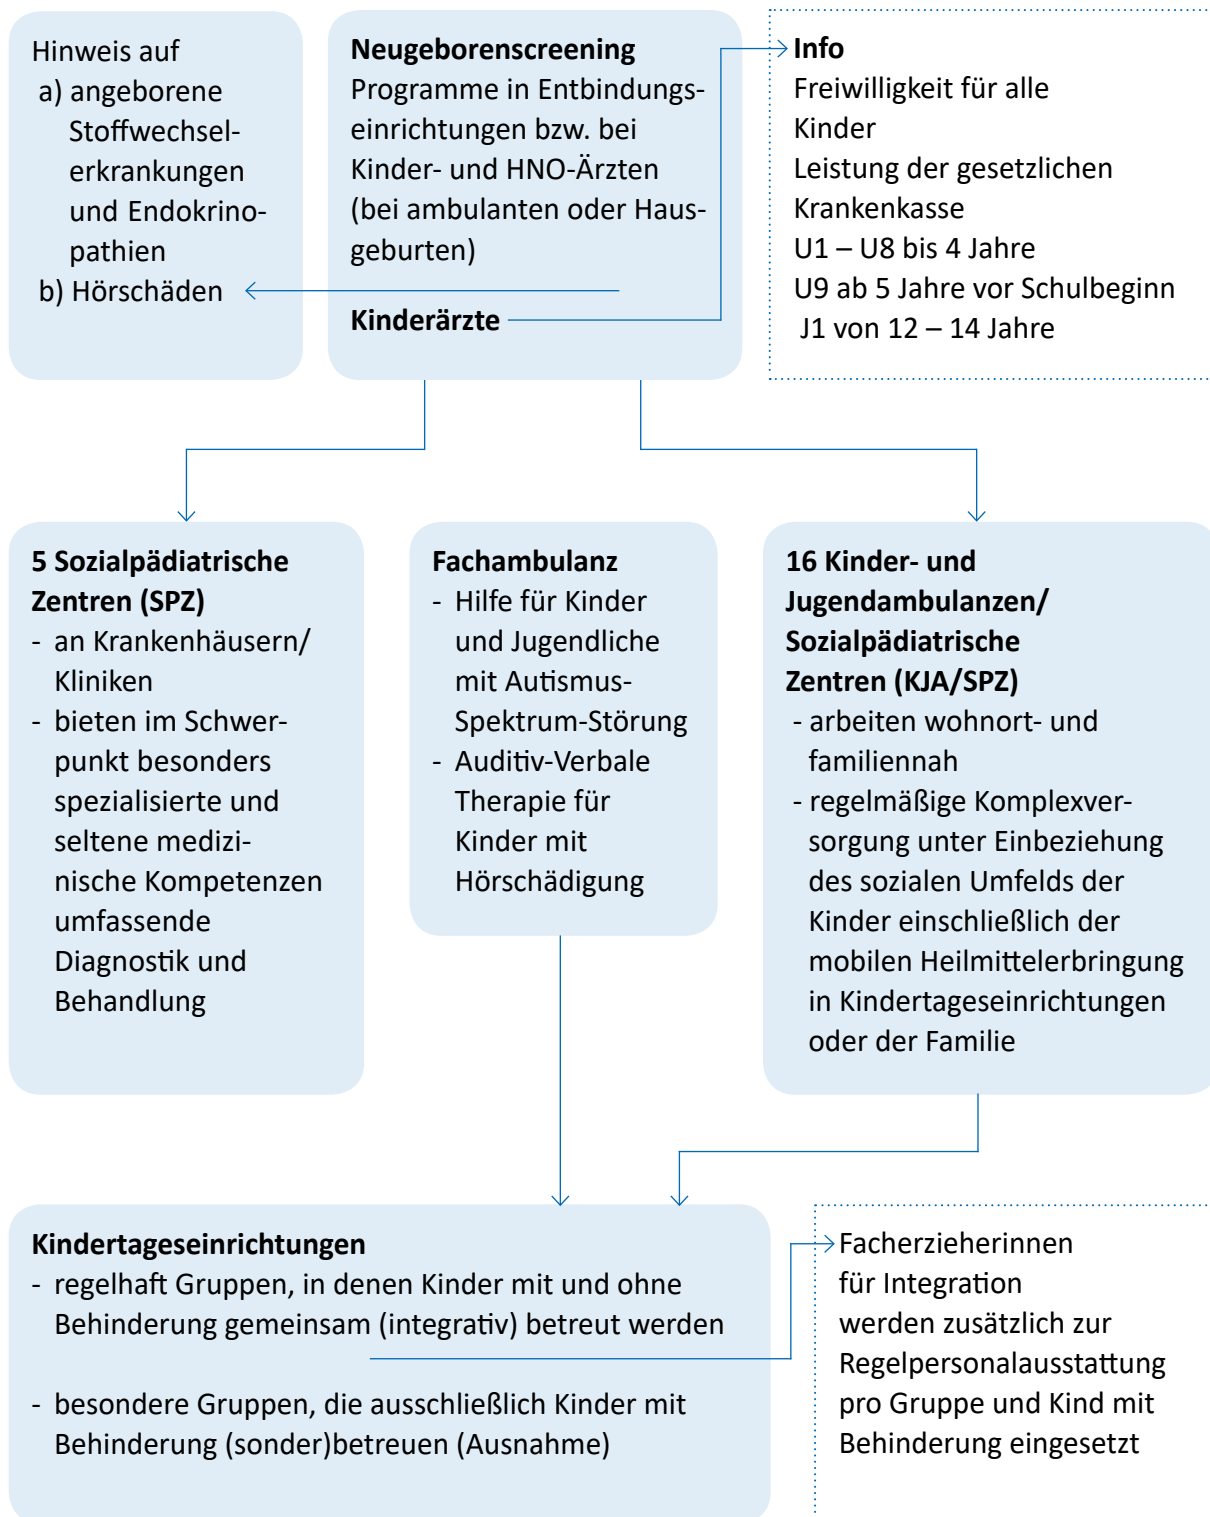 Hinweis auf
a) angeborene
Stoffwechsel-
erkrankungen
und Endokrino-
pathien
b) Hörschäden
Neugeborenscreening
Programme in Entbindungs-
einrichtungen bzw. bei
Kinder- und HNO-Ärzten
(bei ambulanten oder Haus-
geburten)
Kinderärzte
Info
Freiwilligkeit für alle
Kinder
Leistung der gesetzlichen
Krankenkasse
U1 – U8 bis 4 Jahre
U9 ab 5 Jahre vor Schulbeginn
J1 von 12 – 14 Jahre
5 Sozialpädiatrische
Zentren (SPZ)
- an Krankenhäusern/
Kliniken
- bieten im Schwer-
punkt besonders
spezialisierte und
seltene medizi-
nische Kompetenzen
umfassende
Diagnostik und
Behandlung
Fachambulanz
- Hilfe für Kinder
und Jugendliche
mit Autismus-
Spektrum-Störung
- Auditiv-Verbale
Therapie für
Kinder mit
Hörschädigung
16 Kinder- und
Jugendambulanzen/
Sozialpädiatrische
Zentren (KJA/SPZ)
- arbeiten wohnort- und
familiennah
- regelmäßige Komplexver-
sorgung unter Einbeziehung
des sozialen Umfelds der
Kinder einschließlich der
mobilen Heilmittelerbringung
in Kindertageseinrichtungen
oder der Familie
Kindertageseinrichtungen
- regelhaft Gruppen, in denen Kinder mit und ohne
Behinderung gemeinsam (integrativ) betreut werden
- besondere Gruppen, die ausschließlich Kinder mit
Behinderung (sonder)betreuen (Ausnahme)
Facherzieherinnen
für Integration
werden zusätzlich zur
Regelpersonalausstattung
pro Gruppe und Kind mit
Behinderung eingesetzt